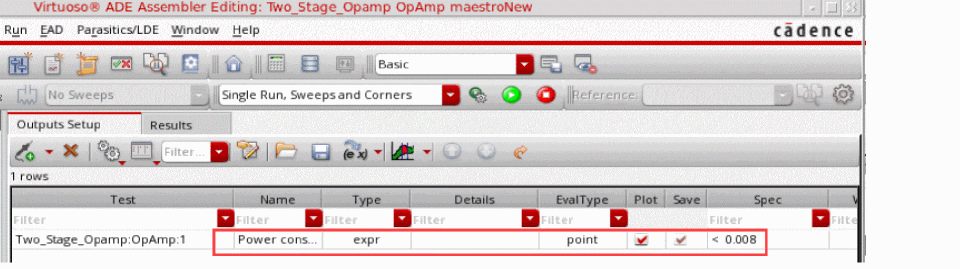 Virtuoso® ADE Assembler Editing: Two_Stage_Opamp OpAmp maestroNew
Run EAD Parasitics/LDE Window Help cādence
Basic
No Sweeps Single Run, Sweeps and Corners Reference:
Outputs Setup Results
Filter... (e x)
1 rows
Test Name Type Details EvalType Plot Save Spec
Filter Filter Filter Filter Filter Filter Filte
Two_Stage_Opamp:OpAmp:1 Power cons... expr point < 0.008